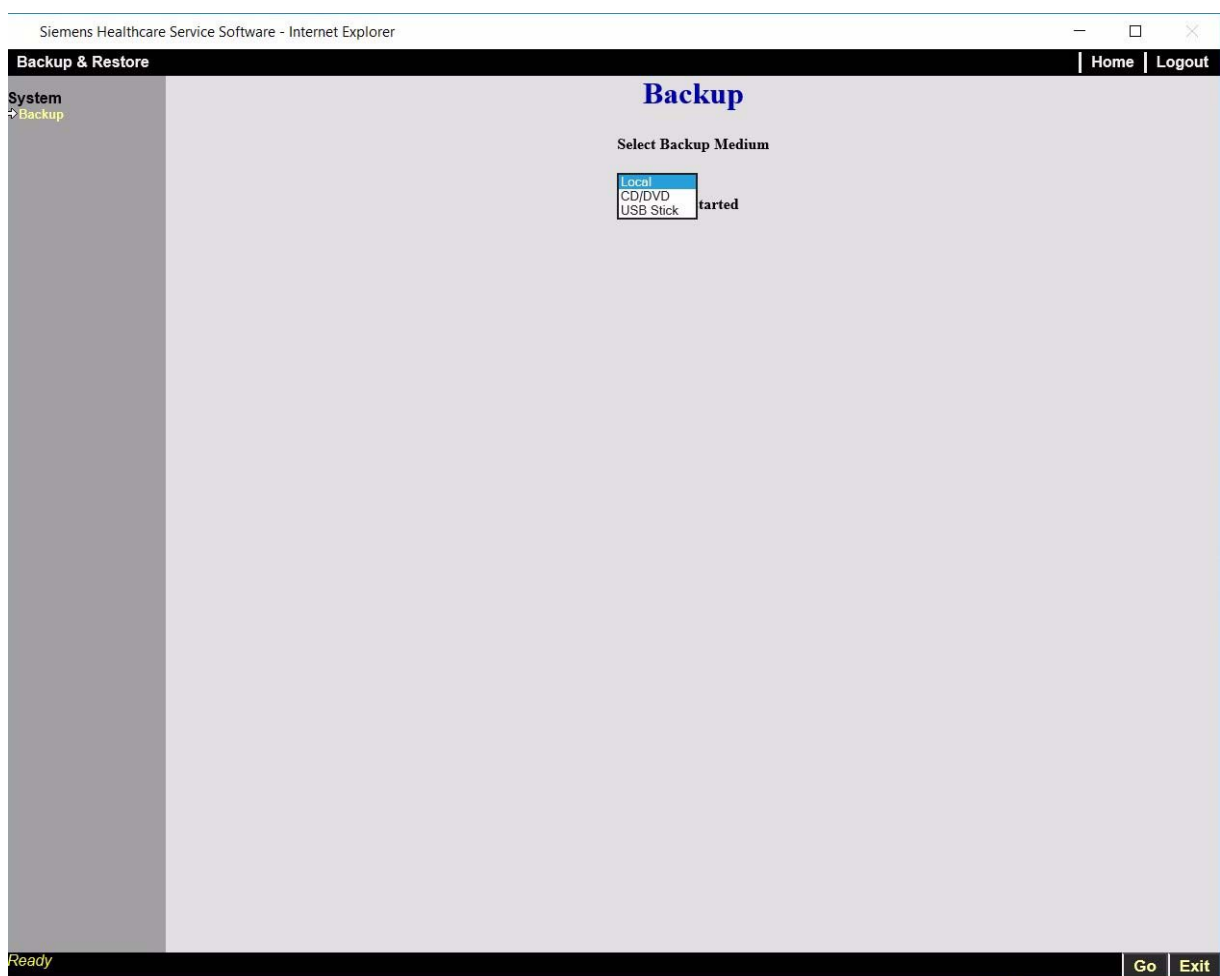 Siemens Healthcare Service Software - Internet Explorer
Backup & Restore
Home
Logout
System
Backup
Backup
Select Backup Medium
Local
CD/DVD
USB Stick
tarted
Ready
Go
Exit